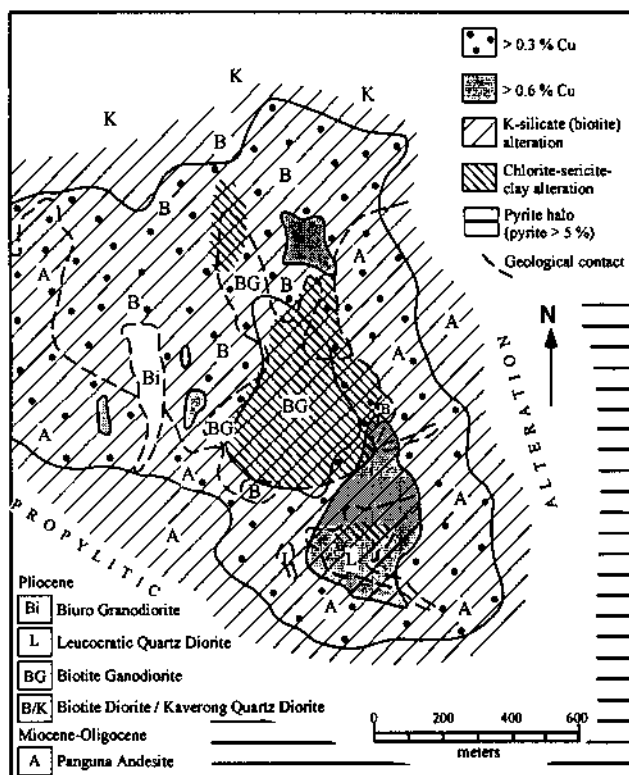 > 0.3 % Cu
> 0.6 % Cu
K-silicate (biotite)
alteration
Chlorite-sericite-
clay alteration
Pyrite halo
(pyrite > 5 %)
Geological contact
N
K
K
K
K
B
B
B
B
B
B
B
B
A
A
A
A
A
A
A
A
A
A
A
BG
BG
BG
Bi
L
L
PROPYLITIC
ALTERATION
Pliocene
Bi Biuro Granodiorite
L Leucocratic Quartz Diorite
BG Biotite Ganodiorite
B/K Biotite Diorite / Kaverong Quartz Diorite
Miocene-Oligocene
A Panguna Andesite
0 200 400 600
meters